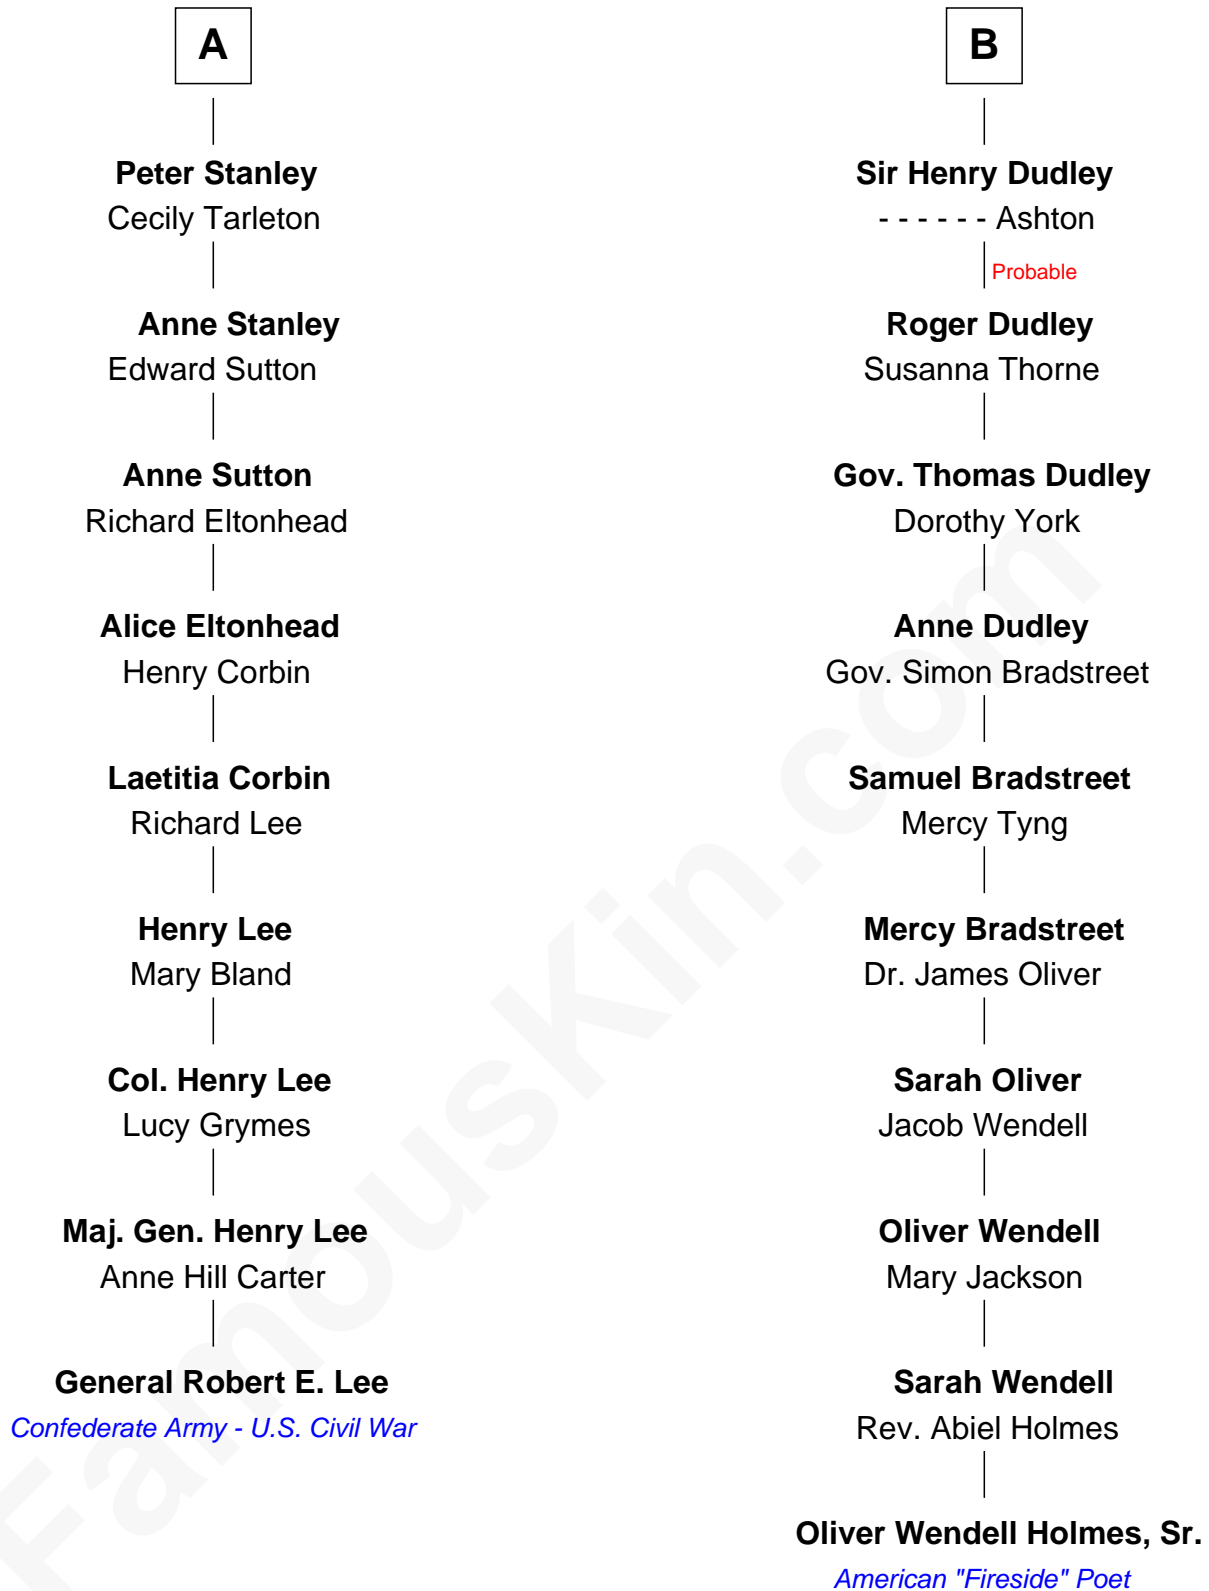 A
Peter Stanley
Cecily Tarleton
Anne Stanley
Edward Sutton
Anne Sutton
Richard Eltonhead
Alice Eltonhead
Henry Corbin
Laetitia Corbin
Richard Lee
Henry Lee
Mary Bland
Col. Henry Lee
Lucy Grymes
Maj. Gen. Henry Lee
Anne Hill Carter
General Robert E. Lee
Confederate Army - U.S. Civil War
B
Sir Henry Dudley
- - - - - - Ashton
Probable
Roger Dudley
Susanna Thorne
Gov. Thomas Dudley
Dorothy York
Anne Dudley
Gov. Simon Bradstreet
Samuel Bradstreet
Mercy Tyng
Mercy Bradstreet
Dr. James Oliver
Sarah Oliver
Jacob Wendell
Oliver Wendell
Mary Jackson
Sarah Wendell
Rev. Abiel Holmes
Oliver Wendell Holmes, Sr.
American "Fireside" Poet
FamousKin.com